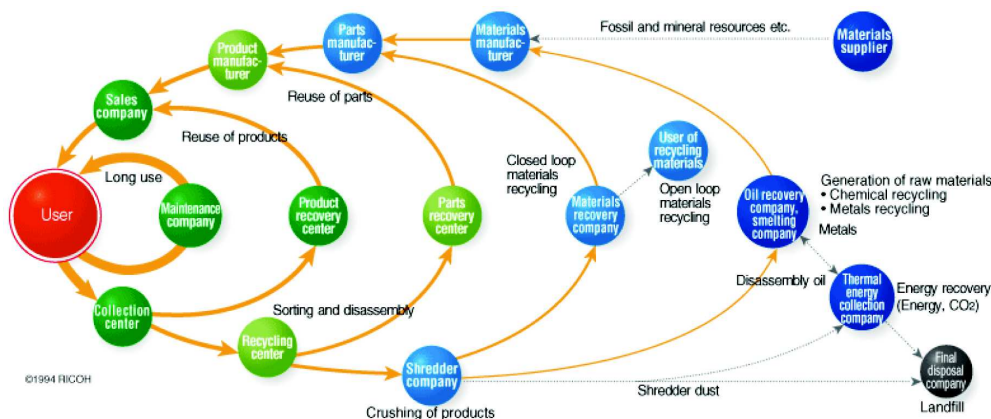 Fossil and mineral resources etc.
Materials
supplier
Materials
manufacturer
Parts
manufac-
turer
Product
manufac-
turer
Sales
company
Reuse of parts
Reuse of products
User
Long use
Maintenance
company
Product
recovery
center
Parts
recovery
center
Closed loop
materials
recycling
Materials
recovery
company
User of
recycling
materials
Open loop
materials
recycling
Oil recovery
company,
smelting
company
Generation of raw materials
• Chemical recycling
• Metals recycling
Metals
Disassembly oil
Thermal
energy
collection
company
Energy recovery
(Energy, CO2)
Collection
center
Sorting and disassembly
Recycling
center
Shredder
company
Crushing of products
Shredder dust
Final
disposal
company
Landfill
©1994 RICOH